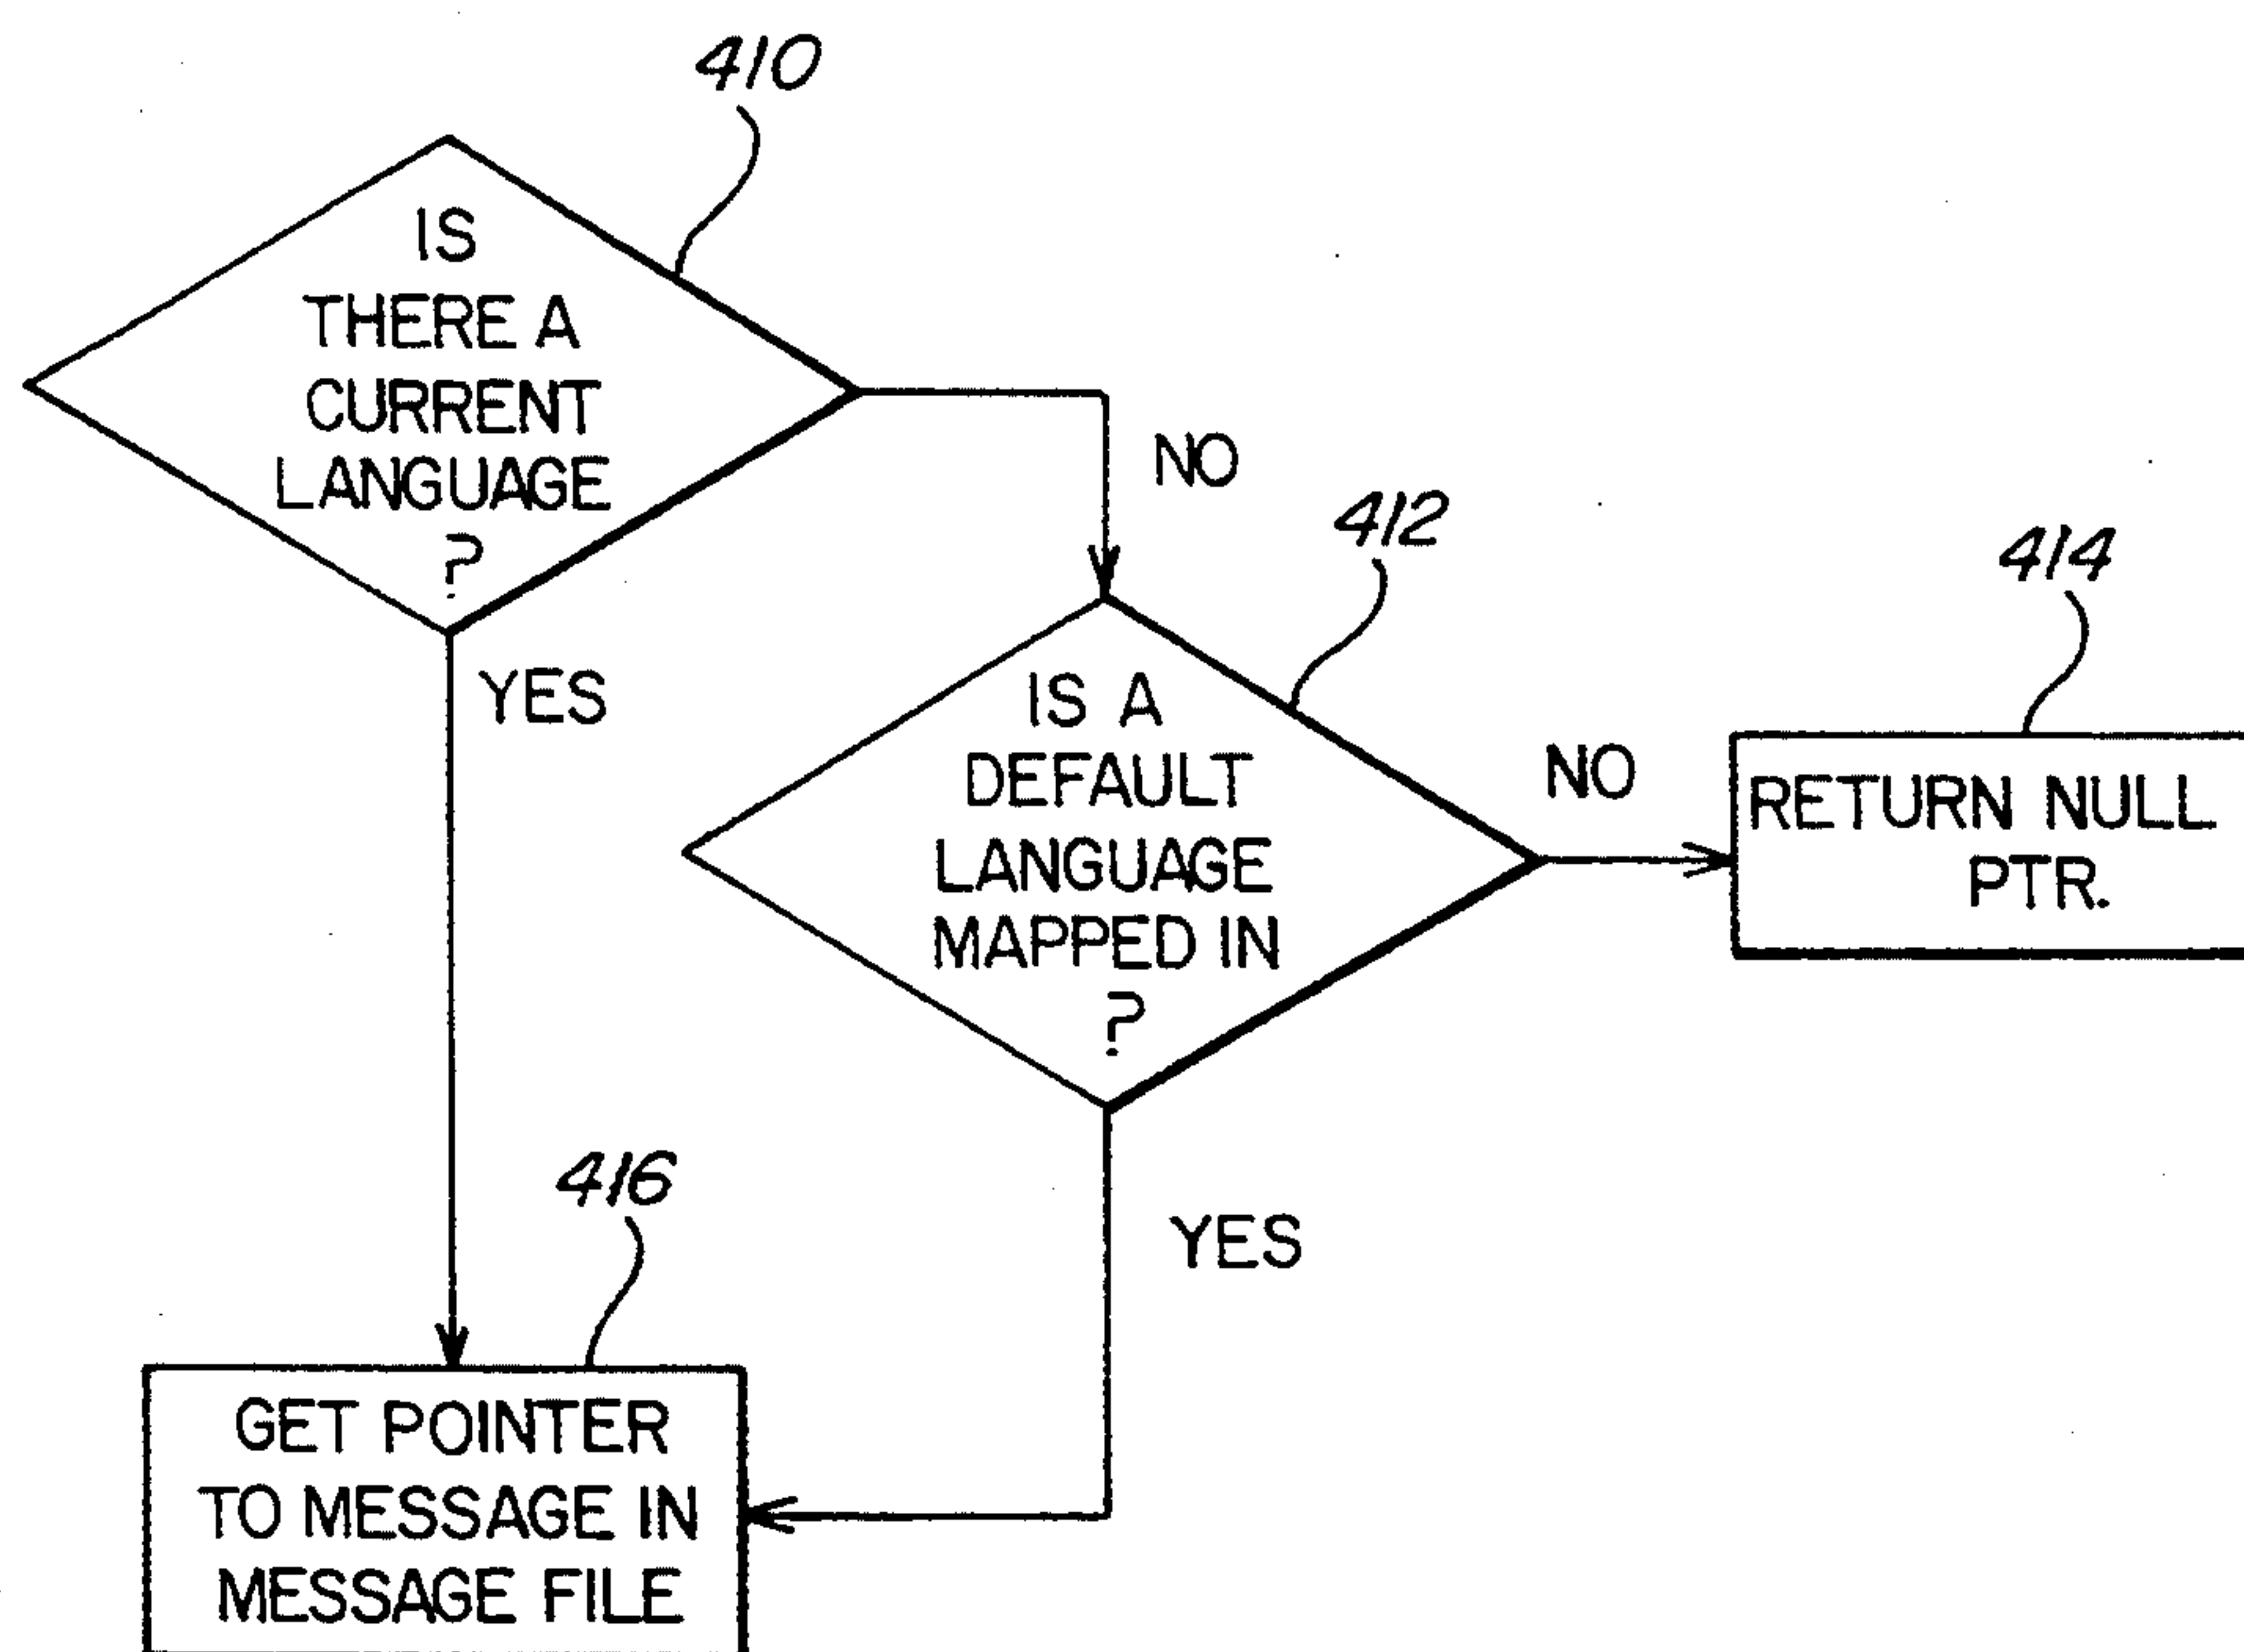 410
IS
THERE A
CURRENT
LANGUAGE
?
NO
YES
412
IS A
DEFAULT
LANGUAGE
MAPPED IN
?
NO
414
RETURN NULL
PTR.
YES
416
GET POINTER
TO MESSAGE IN
MESSAGE FILE